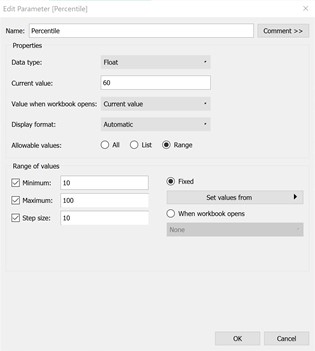 Edit Parameter [Percentile]
Name: Percentile Comment >>
Properties
Data type: Float
Current value: 60
Value when workbook opens: Current value
Display format: Automatic
Allowable values: All List Range
Range of values
Minimum: 10 Fixed
Maximum: 100 Set values from
Step size: 10 When workbook opens
None
OK Cancel